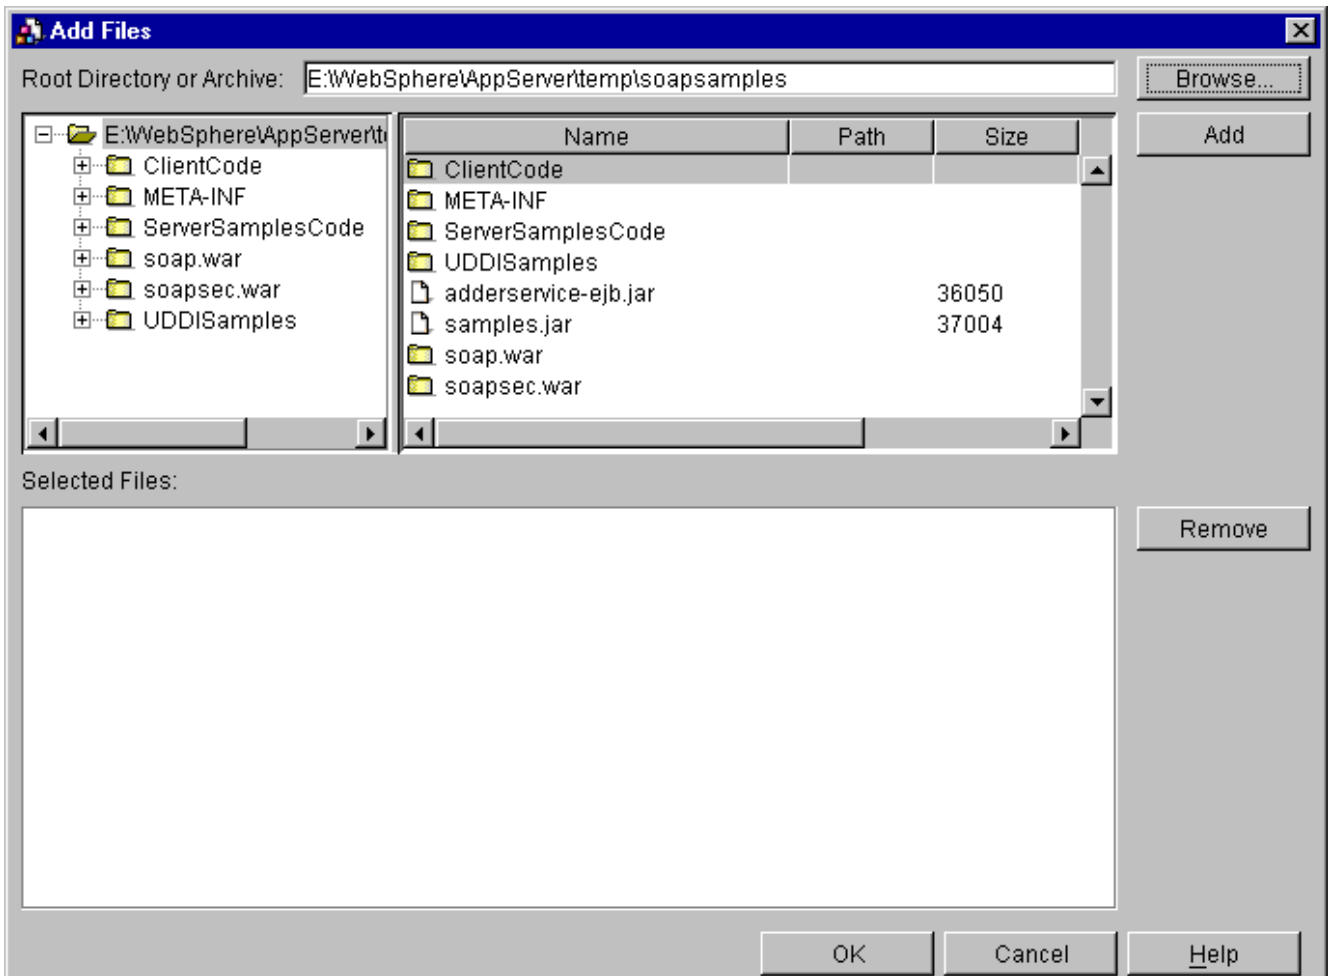 Add Files
Root Directory or Archive: E:\WebSphere\AppServer\temp\soapsamples Browse...
E:\WebSphere\AppServer\t
ClientCode
META-INF
ServerSamplesCode
soap.war
soapsec.war
UDDISamples
Name Path Size
ClientCode
META-INF
ServerSamplesCode
UDDISamples
adderservice-ejb.jar 36050
samples.jar 37004
soap.war
soapsec.war
Add
Selected Files:
Remove
OK Cancel Help